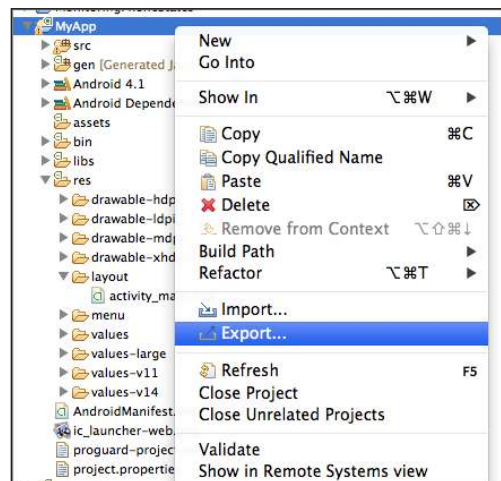 MyApp
src
gen [Generated Ja
Android 4.1
Android Depende
assets
bin
libs
res
drawable-hdp
drawable-ldpi
drawable-mdp
drawable-xhd
layout
activity_ma
menu
values
values-large
values-v11
values-v14
AndroidManifest.
ic_launcher-web.
proguard-projec
project.propertie
New
Go Into
Show In ⌥⌘W
Copy ⌘C
Copy Qualified Name
Paste ⌘V
Delete ⌦
Remove from Context ⌥⇧⌘↓
Build Path
Refactor ⌥⌘T
Import...
Export...
Refresh F5
Close Project
Close Unrelated Projects
Validate
Show in Remote Systems view